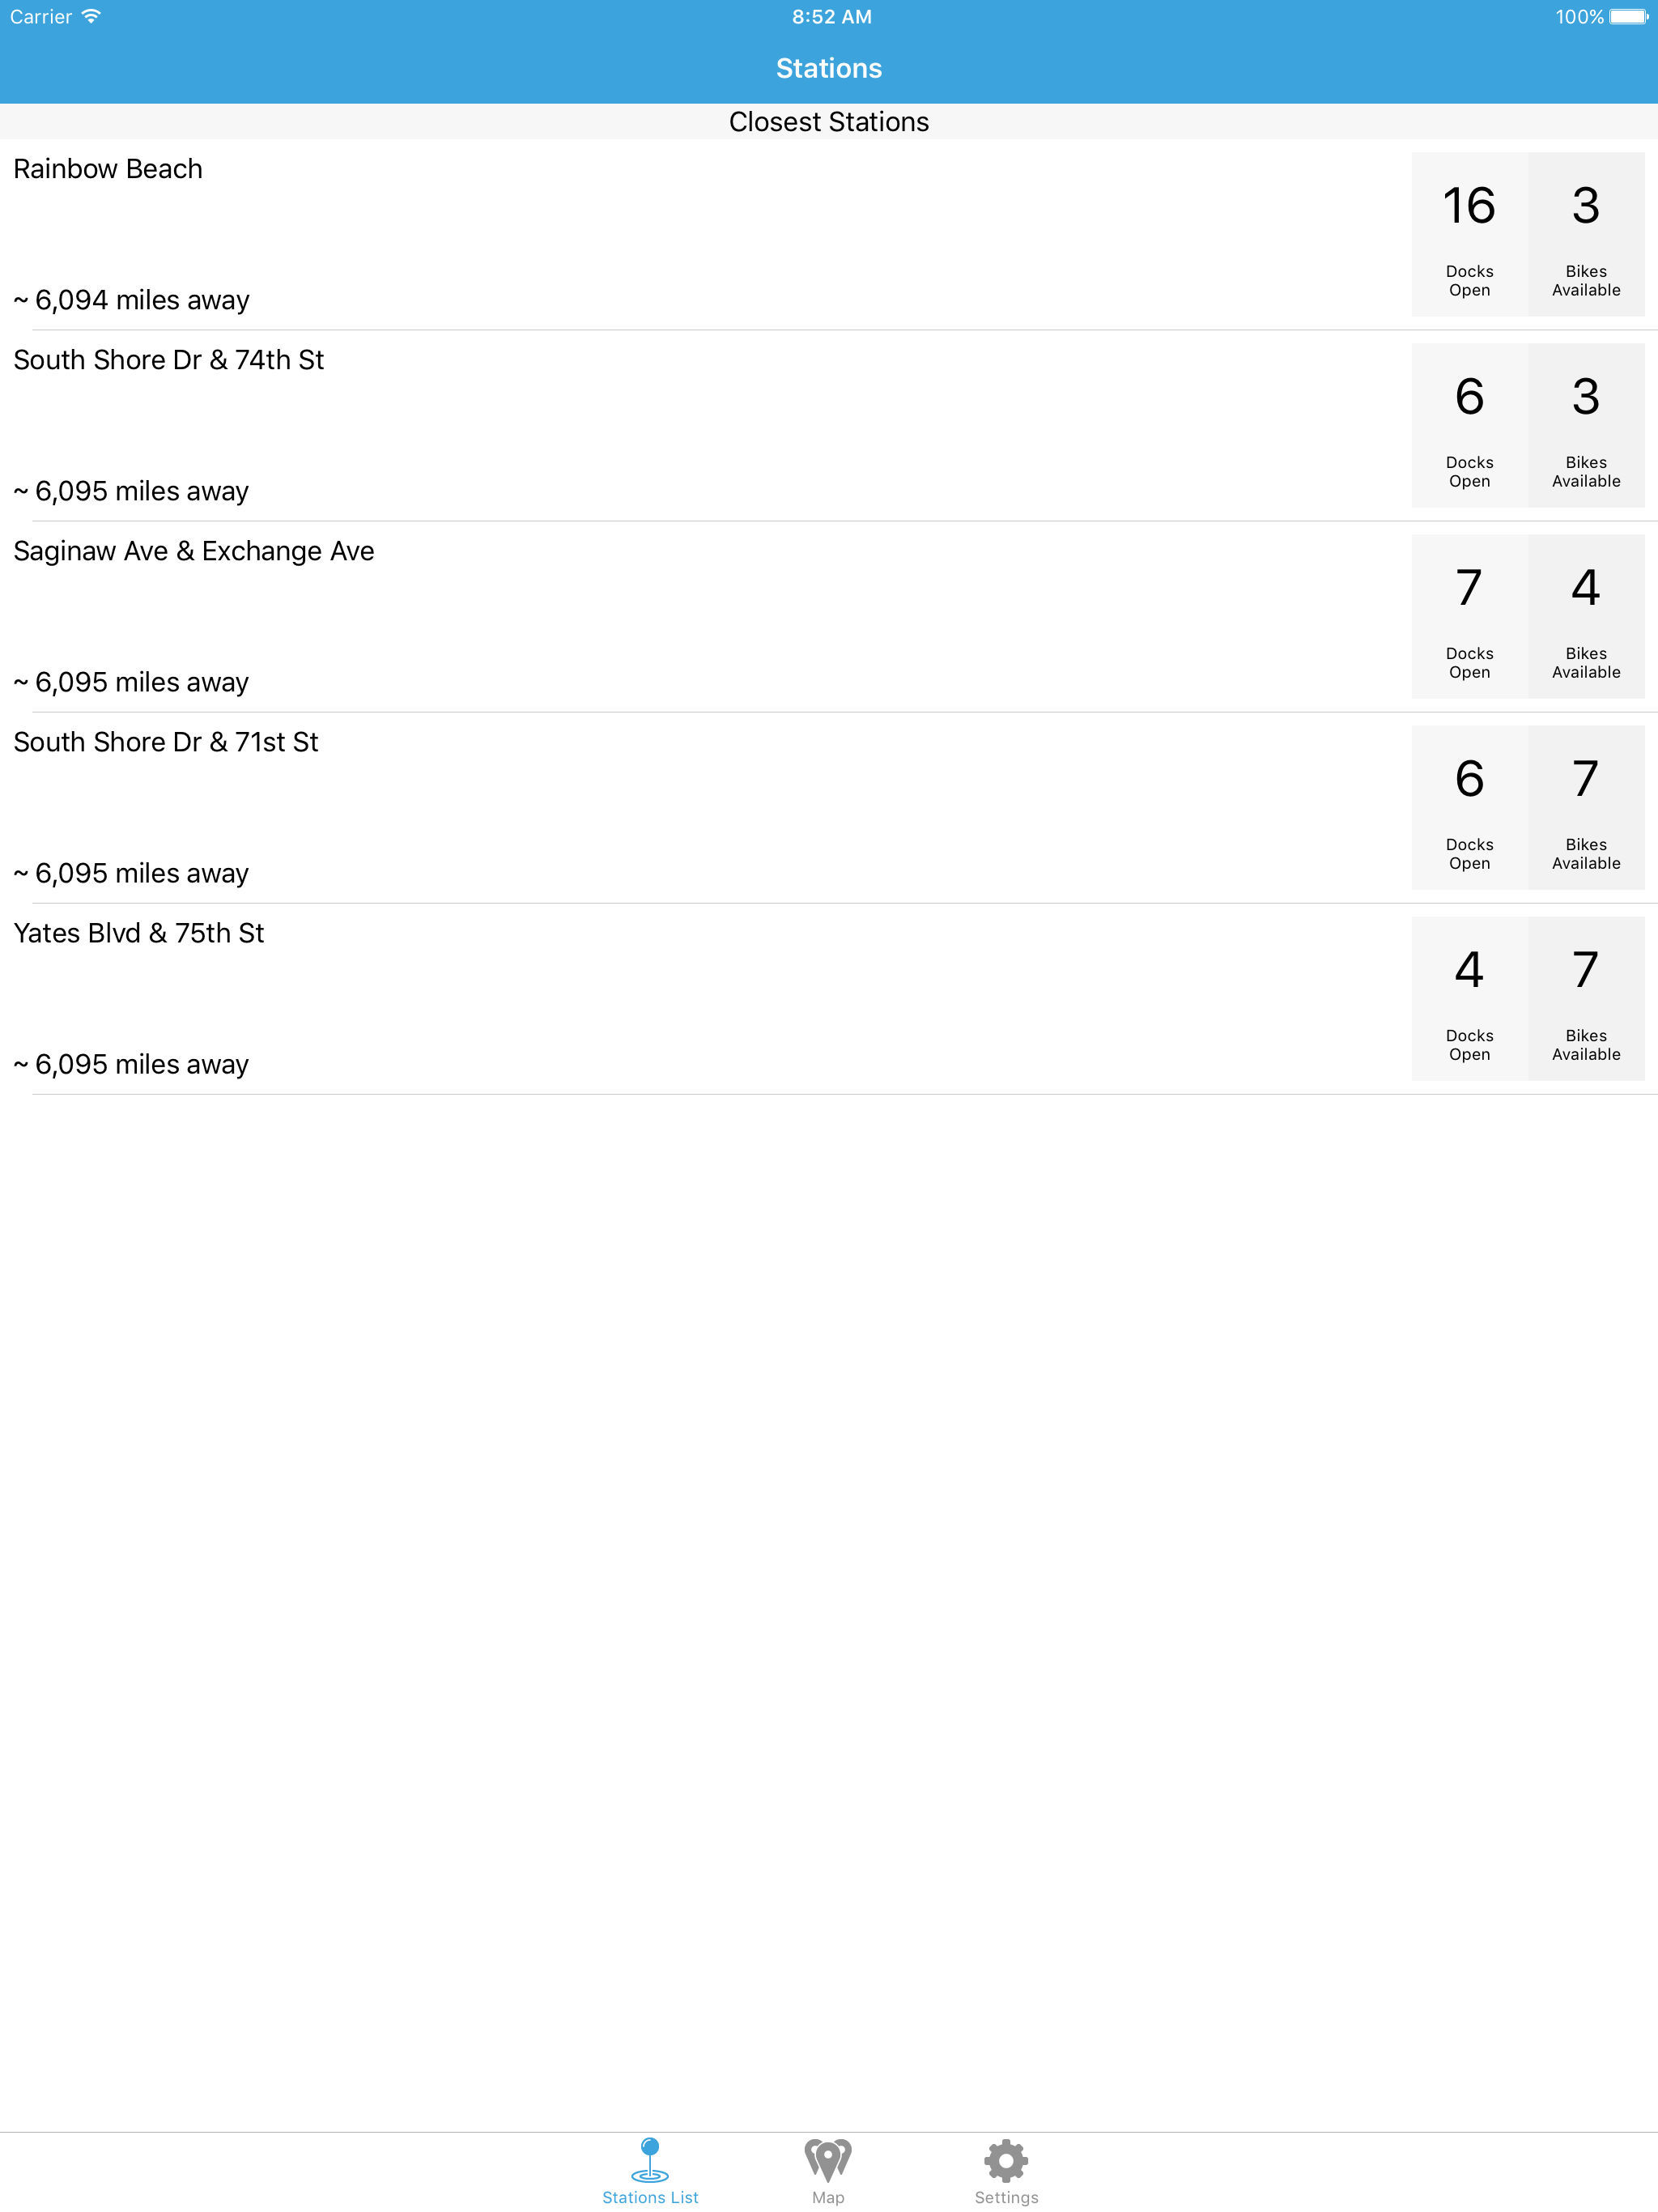 Carrier 8:52 AM 100%
Stations
Closest Stations
Rainbow Beach
16 3
Docks Open Bikes Available
~ 6,094 miles away
South Shore Dr & 74th St
6 3
Docks Open Bikes Available
~ 6,095 miles away
Saginaw Ave & Exchange Ave
7 4
Docks Open Bikes Available
~ 6,095 miles away
South Shore Dr & 71st St
6 7
Docks Open Bikes Available
~ 6,095 miles away
Yates Blvd & 75th St
4 7
Docks Open Bikes Available
~ 6,095 miles away
Stations List Map Settings